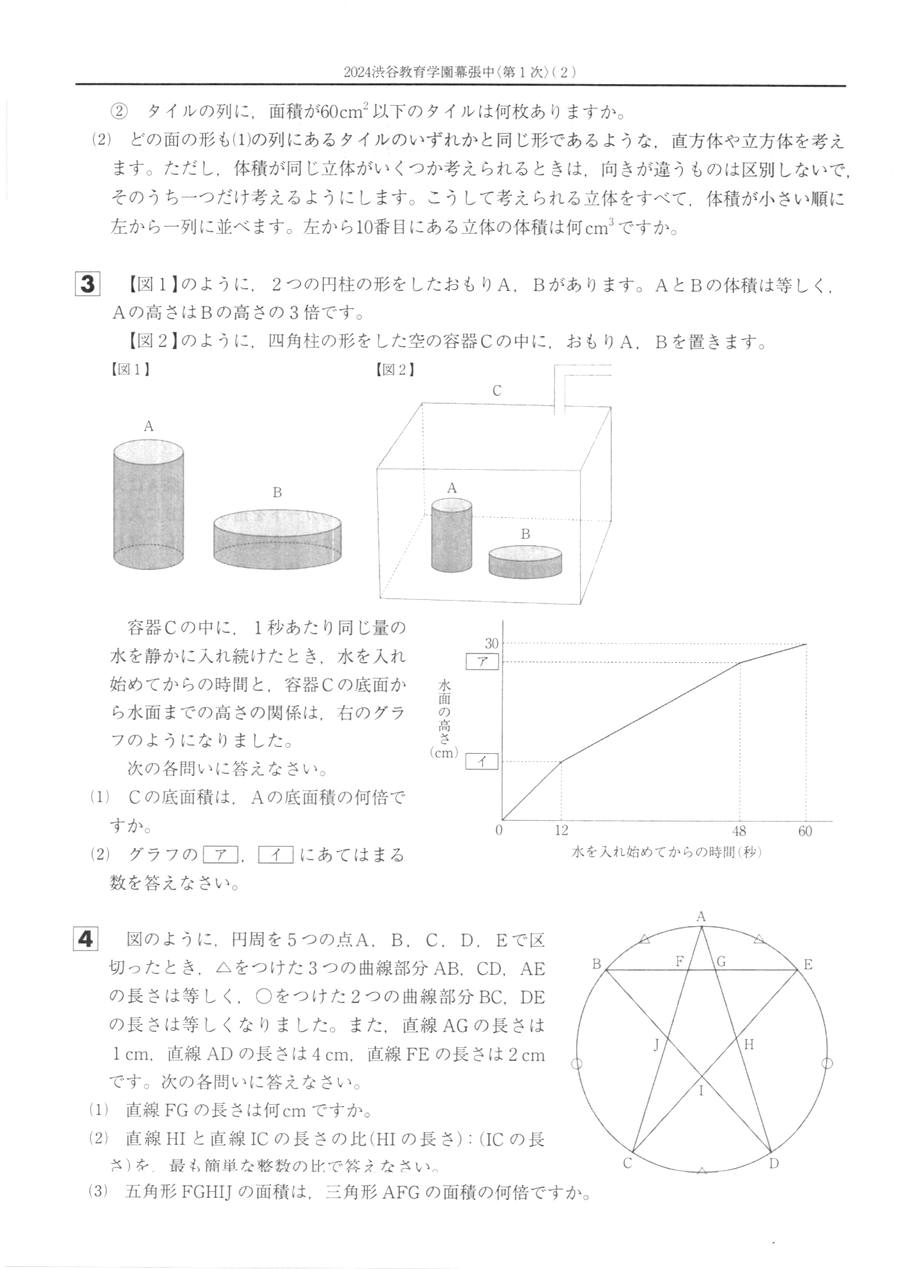 2024渋谷教育学園幕張中〈第1次〉(2)
② タイルの列に,面積が60cm²以下のタイルは何枚ありますか。
(2) どの面の形も(1)の列にあるタイルのいずれかと同じ形であるような,直方体や立方体を考え
ます。ただし,体積が同じ立体がいくつか考えられるときは,向きが違うものは区別しないで,
そのうち一つだけ考えるようにします。こうして考えられる立体をすべて,体積が小さい順に
左から一列に並べます。左から10番目にある立体の体積は何cm³ですか。
3 【図1】のように,2つの円柱の形をしたおもりA,Bがあります。AとBの体積は等しく,
Aの高さはBの高さの3倍です。
【図2】のように,四角柱の形をした空の容器Cの中に,おもりA,Bを置きます。
【図1】
【図2】
A
B
C
A
B
容器Cの中に,1秒あたり同じ量の
水を静かに入れ続けたとき,水を入れ
始めてからの時間と,容器Cの底面か
ら水面までの高さの関係は,右のグラ
フのようになりました。
次の各問いに答えなさい。
(1) Cの底面積は,Aの底面積の何倍で
すか。
(2) グラフの ア , イ にあてはまる
数を答えなさい。
30
ア
水面の高さ(cm)
イ
0 12 48 60
水を入れ始めてからの時間(秒)
4 図のように,円周を5つの点A,B,C,D,Eで区
切ったとき,△をつけた3つの曲線部分AB,CD,AE
の長さは等しく,○をつけた2つの曲線部分BC,DE
の長さは等しくなりました。また,直線AGの長さは
1cm,直線ADの長さは4cm,直線FEの長さは2cm
です。次の各問いに答えなさい。
(1) 直線FGの長さは何cmですか。
(2) 直線HIと直線ICの長さの比(HIの長さ):(ICの長
さ)を,最も簡単な整数の比で答えなさい。
(3) 五角形FGHIJの面積は,三角形AFGの面積の何倍ですか。
A
B F G E
J H
I
C D